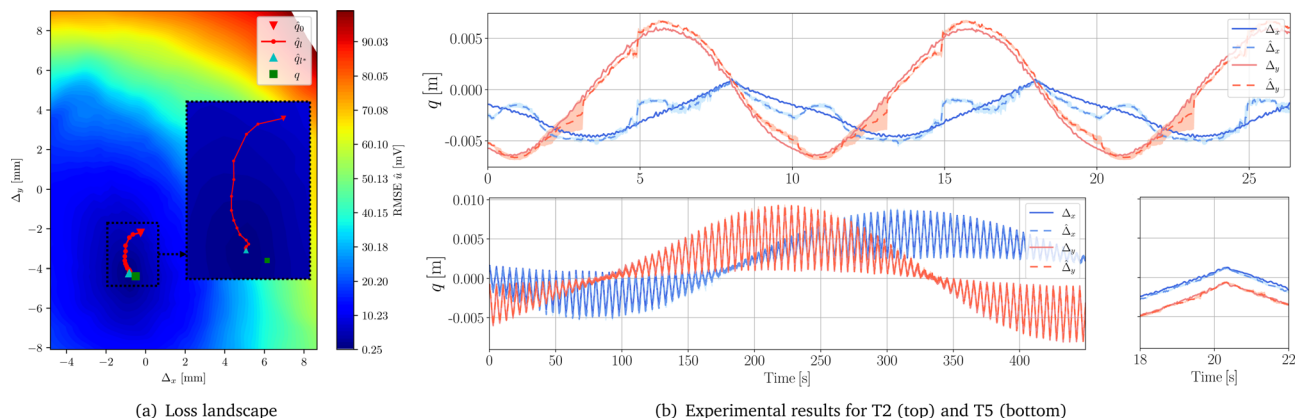 q̂₀
q̂ₗ
q̂ₗ*
q
8
6
4
2
0
−2
−4
−6
−8
Δy [mm]
−4
−2
0
2
4
6
8
Δx [mm]
90.03
80.05
70.08
60.10
50.13
40.15
30.18
20.20
10.23
0.25
RMSE û [mV]
(a) Loss landscape
0.005
0.000
-0.005
q [m]
Δx
Δ̂x
Δy
Δ̂y
0
5
10
15
20
25
0.010
0.005
0.000
-0.005
q [m]
Δx
Δ̂x
Δy
Δ̂y
0
50
100
150
200
250
300
350
400
Time [s]
18
20
22
Time [s]
(b) Experimental results for T2 (top) and T5 (bottom)